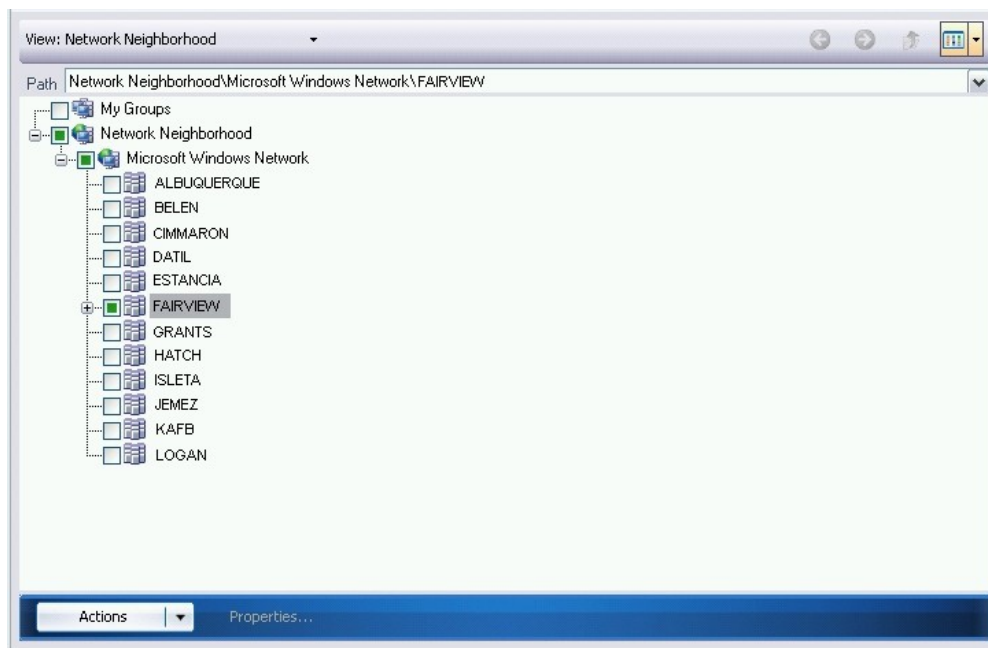 View: Network Neighborhood
Path Network Neighborhood\Microsoft Windows Network\FAIRVIEW
My Groups
Network Neighborhood
Microsoft Windows Network
ALBUQUERQUE
BELEN
CIMMARON
DATIL
ESTANCIA
FAIRVIEW
GRANTS
HATCH
ISLETA
JEMEZ
KAFB
LOGAN
Actions Properties...